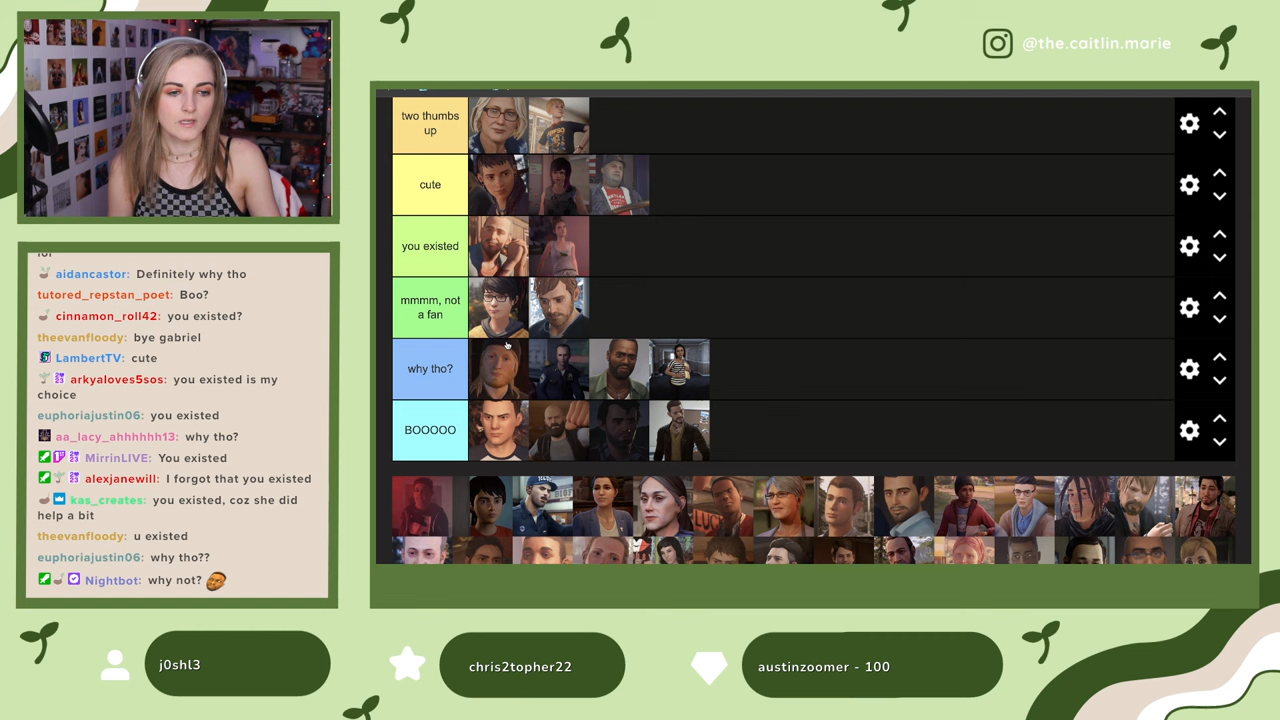 @the.caitlin.marie
two thumbs
up
cute
you existed
mmmm, not
a fan
why tho?
BOOOOO
aidancastor: Definitely why tho
tutored_repstan_poet: Boo?
cinnamon_roll42: you existed?
theevanfloody: bye gabriel
LambertTV: cute
arkyaloves5sos: you existed is my
choice
euphoriajustin06: you existed
aa_lacy_ahhhhhh13: why tho?
MirrinLIVE: You existed
alexjanewill: I forgot that you existed
kas_creates: you existed, coz she did
help a bit
theevanfloody: u existed
euphoriajustin06: why tho??
Nightbot: why not?
j0shl3
chris2topher22
austinzoomer - 100